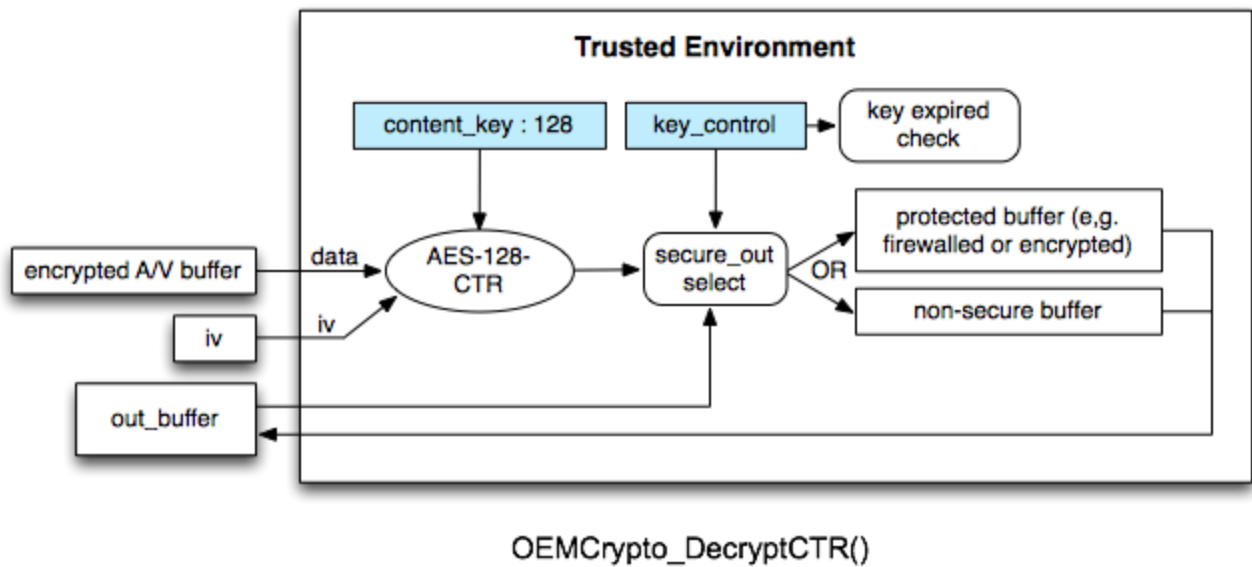 Trusted Environment
content_key : 128
key_control
key expired
check
protected buffer (e,g.
firewalled or encrypted)
encrypted A/V buffer
data
AES-128-
CTR
secure_out
select
OR
non-secure buffer
iv
iv
out_buffer
OEMCrypto_DecryptCTR()